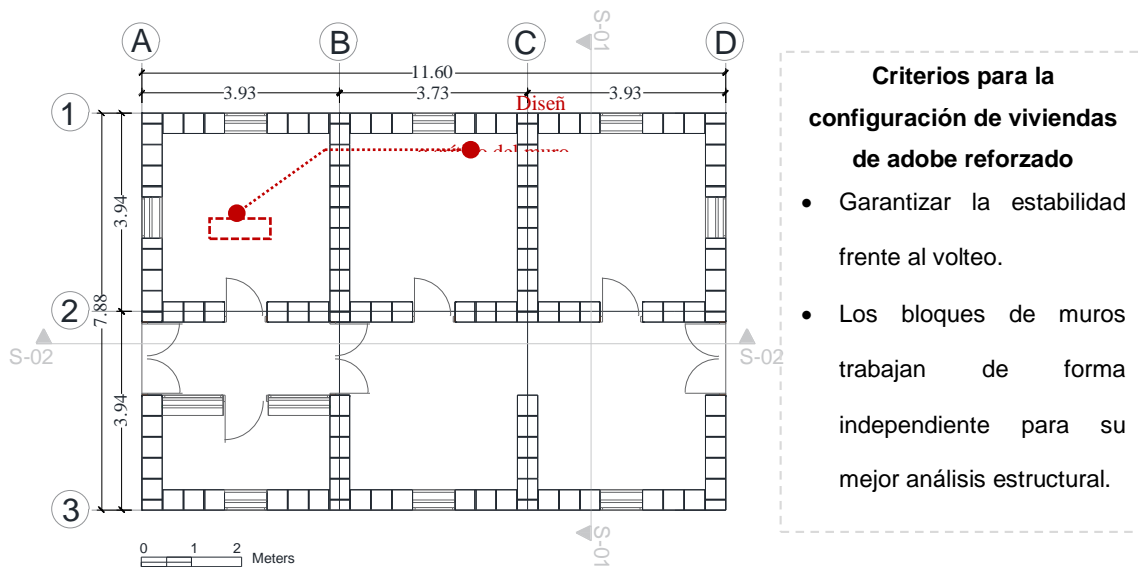 A
B
C
D
S-01
11.60
3.93
3.73
3.93
Diseñ
del muro
1
2
3
3.94
7.88
3.94
S-02
S-02
S-01
0 1 2
Meters
Criterios para la
configuración de viviendas
de adobe reforzado
• Garantizar la estabilidad
frente al volteo.
• Los bloques de muros
trabajan de forma
independiente para su
mejor análisis estructural.